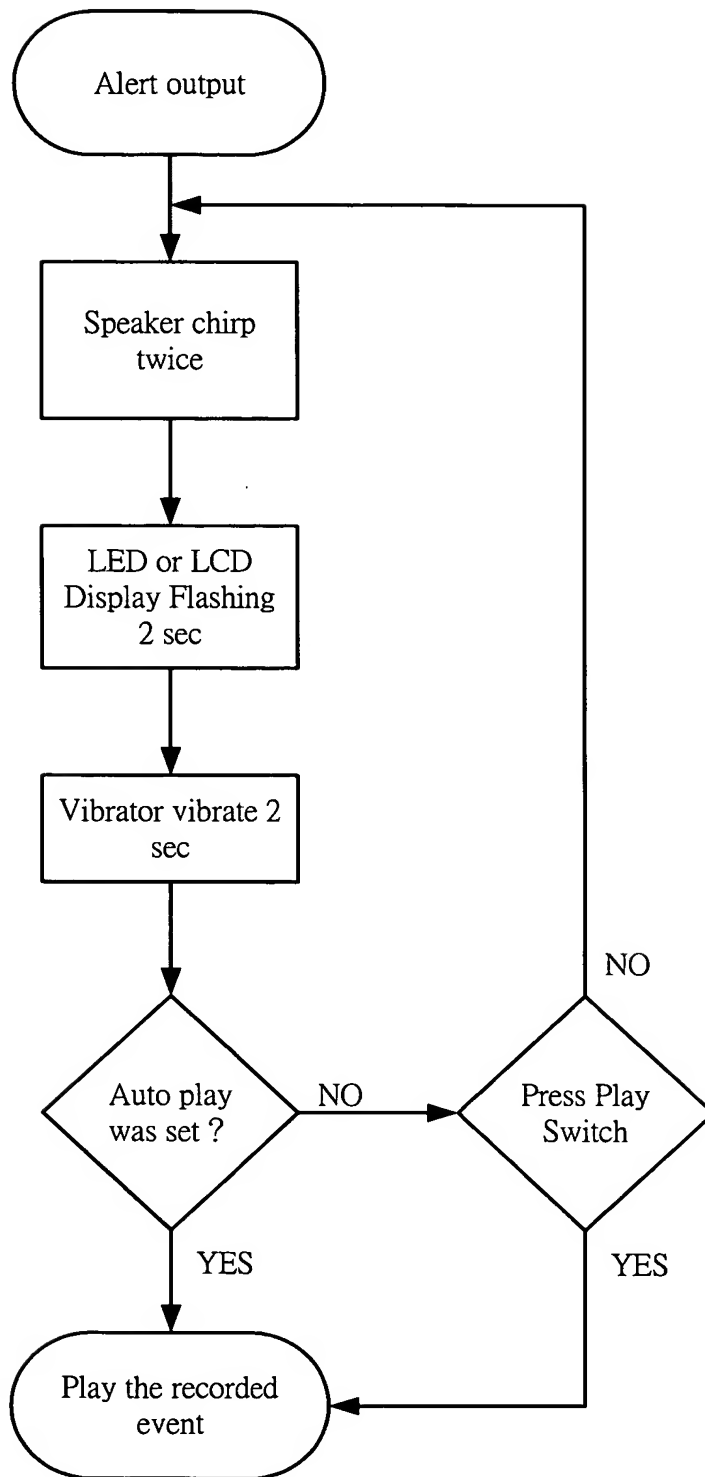 Alert output
Speaker chirp
twice
LED or LCD
Display Flashing
2 sec
Vibrator vibrate 2
sec
Auto play
was set ?
NO
Press Play
Switch
NO
YES
YES
Play the recorded
event